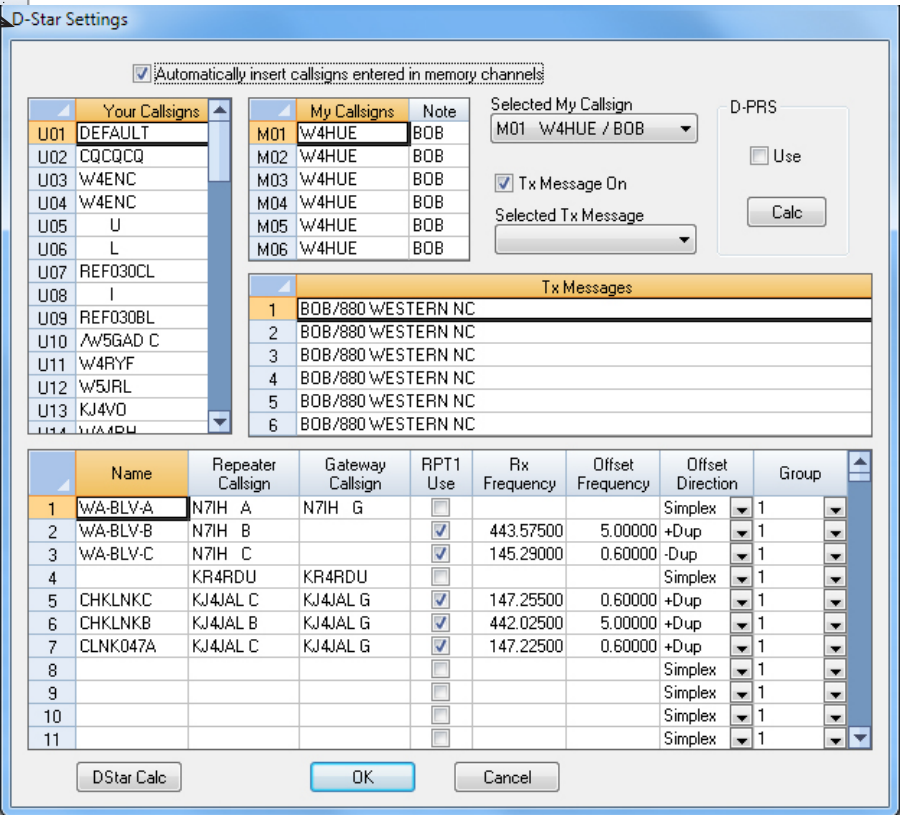 D-Star Settings
Automatically insert callsigns entered in memory channels
Your Callsigns
U01 DEFAULT
U02 CQCQCQ
U03 W4ENC
U04 W4ENC
U05 U
U06 L
U07 REF030CL
U08 I
U09 REF030BL
U10 /W5GAD C
U11 W4RYF
U12 W5JRL
U13 KJ4VO
U14 WA4BH
My Callsigns Note
M01 W4HUE BOB
M02 W4HUE BOB
M03 W4HUE BOB
M04 W4HUE BOB
M05 W4HUE BOB
M06 W4HUE BOB
Selected My Callsign
M01 W4HUE / BOB
Tx Message On
Selected Tx Message
D-PRS
Use
Calc
Tx Messages
1 BOB/880 WESTERN NC
2 BOB/880 WESTERN NC
3 BOB/880 WESTERN NC
4 BOB/880 WESTERN NC
5 BOB/880 WESTERN NC
6 BOB/880 WESTERN NC
Name Repeater Callsign Gateway Callsign RPT1 Use Rx Frequency Offset Frequency Offset Direction Group
1 WA-BLV-A N7IH A N7IH G Simplex 1
2 WA-BLV-B N7IH B 443.57500 5.00000 +Dup 1
3 WA-BLV-C N7IH C 145.29000 0.60000 -Dup 1
4 KR4RDU KR4RDU Simplex 1
5 CHKLNKC KJ4JAL C KJ4JAL G 147.25500 0.60000 +Dup 1
6 CHKLNKB KJ4JAL B KJ4JAL G 442.02500 5.00000 +Dup 1
7 CLNK047A KJ4JAL C KJ4JAL G 147.22500 0.60000 +Dup 1
8 Simplex 1
9 Simplex 1
10 Simplex 1
11 Simplex 1
DStar Calc OK Cancel